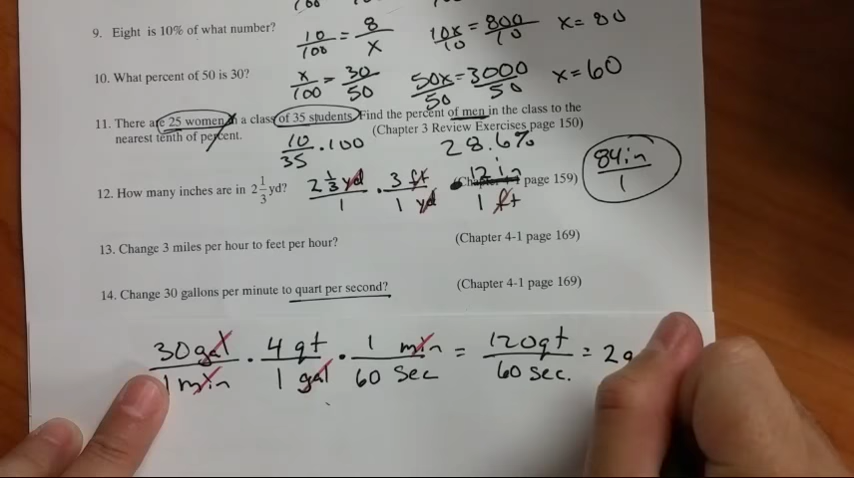 9. Eight is 10% of what number? 10/100 = 8/x 10x/10 = 800/10 x = 80
10. What percent of 50 is 30? x/100 = 30/50 50x/50 = 3000/50 x = 60
11. There are 25 women in a class of 35 students. Find the percent of men in the class to the
nearest tenth of percent. (Chapter 3 Review Exercises page 150)
10/35 . 100 28.6%
12. How many inches are in 2 1/3 yd? 2 1/3 yd/1 . 3 ft/1 yd . 12 in/1 ft page 159) 84in/1
13. Change 3 miles per hour to feet per hour? (Chapter 4-1 page 169)
14. Change 30 gallons per minute to quart per second? (Chapter 4-1 page 169)
30gal/1 min . 4 qt/1 gal . 1 min/60 sec = 120qt/60 sec. = 2q